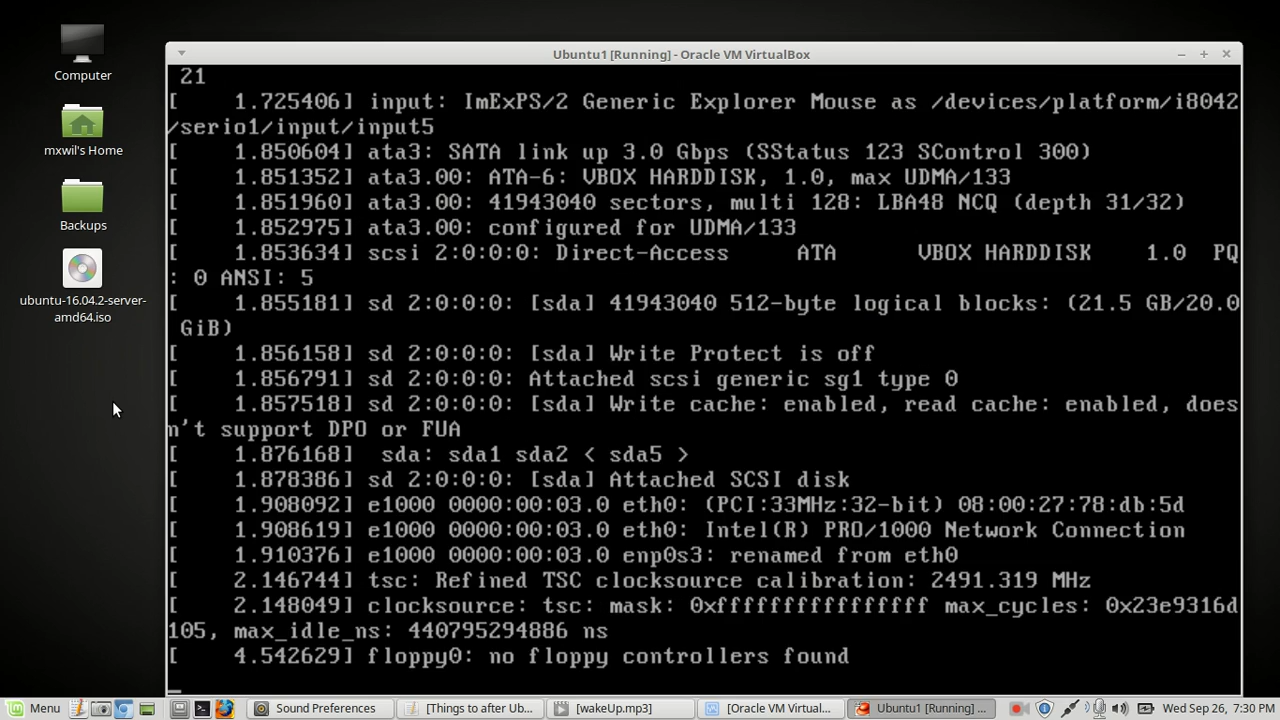 Computer
mxwil's Home
Backups
ubuntu-16.04.2-server-
amd64.iso
Ubuntu1 [Running] - Oracle VM VirtualBox
21
[    1.725406] input: ImExPS/2 Generic Explorer Mouse as /devices/platform/i8042
/serio1/input/input5
[    1.850604] ata3: SATA link up 3.0 Gbps (SStatus 123 SControl 300)
[    1.851352] ata3.00: ATA-6: VBOX HARDDISK, 1.0, max UDMA/133
[    1.851960] ata3.00: 41943040 sectors, multi 128: LBA48 NCQ (depth 31/32)
[    1.852975] ata3.00: configured for UDMA/133
[    1.853634] scsi 2:0:0:0: Direct-Access     ATA      VBOX HARDDISK    1.0  PQ
: 0 ANSI: 5
[    1.855181] sd 2:0:0:0: [sda] 41943040 512-byte logical blocks: (21.5 GB/20.0
GiB)
[    1.856158] sd 2:0:0:0: [sda] Write Protect is off
[    1.856791] sd 2:0:0:0: Attached scsi generic sg1 type 0
[    1.857518] sd 2:0:0:0: [sda] Write cache: enabled, read cache: enabled, does
n't support DPO or FUA
[    1.876168]  sda: sda1 sda2 < sda5 >
[    1.878386] sd 2:0:0:0: [sda] Attached SCSI disk
[    1.908092] e1000 0000:00:03.0 eth0: (PCI:33MHz:32-bit) 08:00:27:78:db:5d
[    1.908619] e1000 0000:00:03.0 eth0: Intel(R) PRO/1000 Network Connection
[    1.910376] e1000 0000:00:03.0 enp0s3: renamed from eth0
[    2.146744] tsc: Refined TSC clocksource calibration: 2491.319 MHz
[    2.148049] clocksource: tsc: mask: 0xffffffffffffffff max_cycles: 0x23e9316d
105, max_idle_ns: 440795294886 ns
[    4.542629] floppy0: no floppy controllers found
Menu
Sound Preferences
[Things to after Ub...
[wakeUp.mp3]
[Oracle VM Virtual...
Ubuntu1 [Running] ...
Wed Sep 26, 7:30 PM